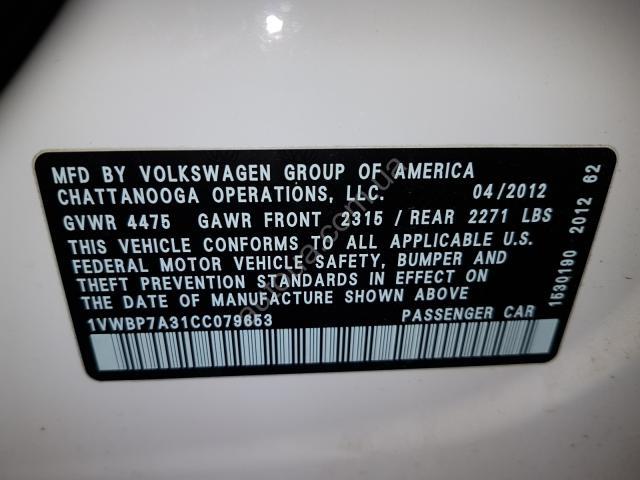 MFD BY VOLKSWAGEN GROUP OF AMERICA
CHATTANOOGA OPERATIONS, LLC. 04/2012
GVWR 4475 GAWR FRONT 2315 / REAR 2271 LBS
THIS VEHICLE CONFORMS TO ALL APPLICABLE U.S.
FEDERAL MOTOR VEHICLE SAFETY, BUMPER AND
THEFT PREVENTION STANDARDS IN EFFECT ON
THE DATE OF MANUFACTURE SHOWN ABOVE.
1VWBP7A31CC079653 PASSENGER CAR
1630190 2012 62